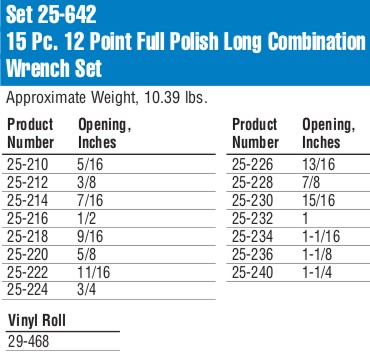 Set 25-642
15 Pc. 12 Point Full Polish Long Combination
Wrench Set
Approximate Weight, 10.39 lbs.
Product Opening,
Number Inches
25-210 5/16
25-212 3/8
25-214 7/16
25-216 1/2
25-218 9/16
25-220 5/8
25-222 11/16
25-224 3/4
Product Opening,
Number Inches
25-226 13/16
25-228 7/8
25-230 15/16
25-232 1
25-234 1-1/16
25-236 1-1/8
25-240 1-1/4
Vinyl Roll
29-468